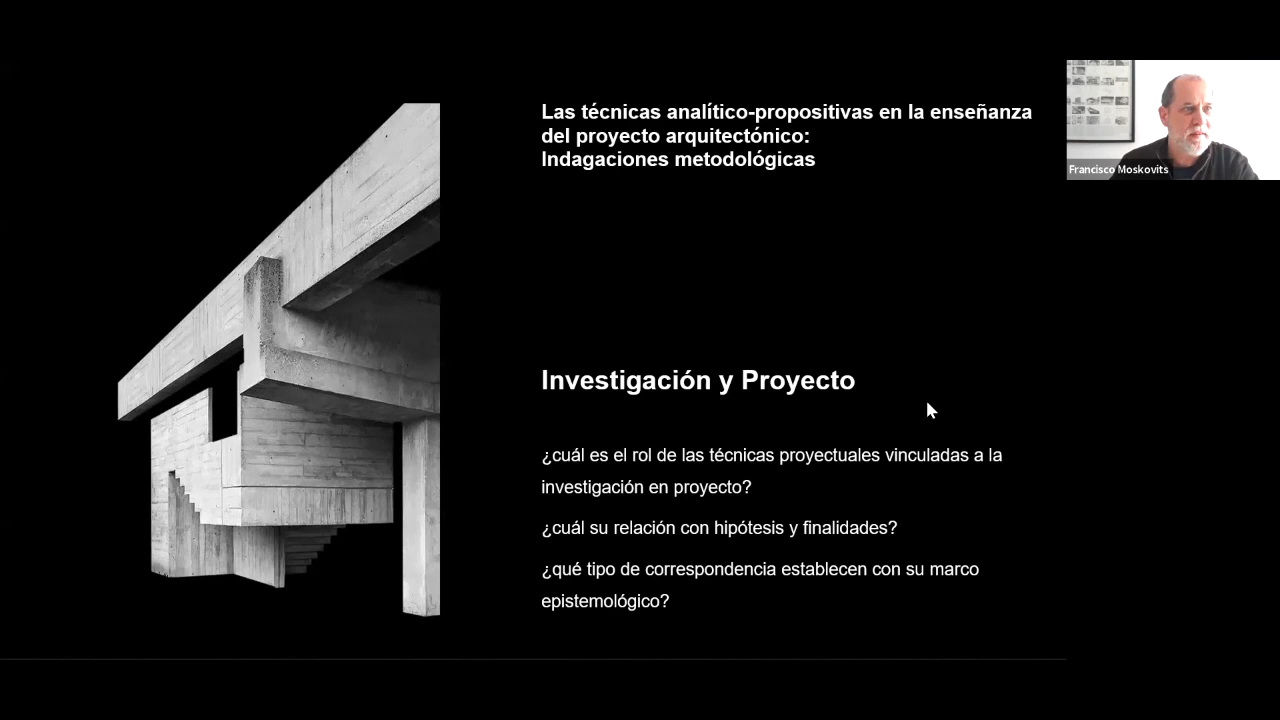 Las técnicas analítico-propositivas en la enseñanza
del proyecto arquitectónico:
Indagaciones metodológicas
Francisco Moskovits
Investigación y Proyecto
¿cuál es el rol de las técnicas proyectuales vinculadas a la
investigación en proyecto?
¿cuál su relación con hipótesis y finalidades?
¿qué tipo de correspondencia establecen con su marco
epistemológico?